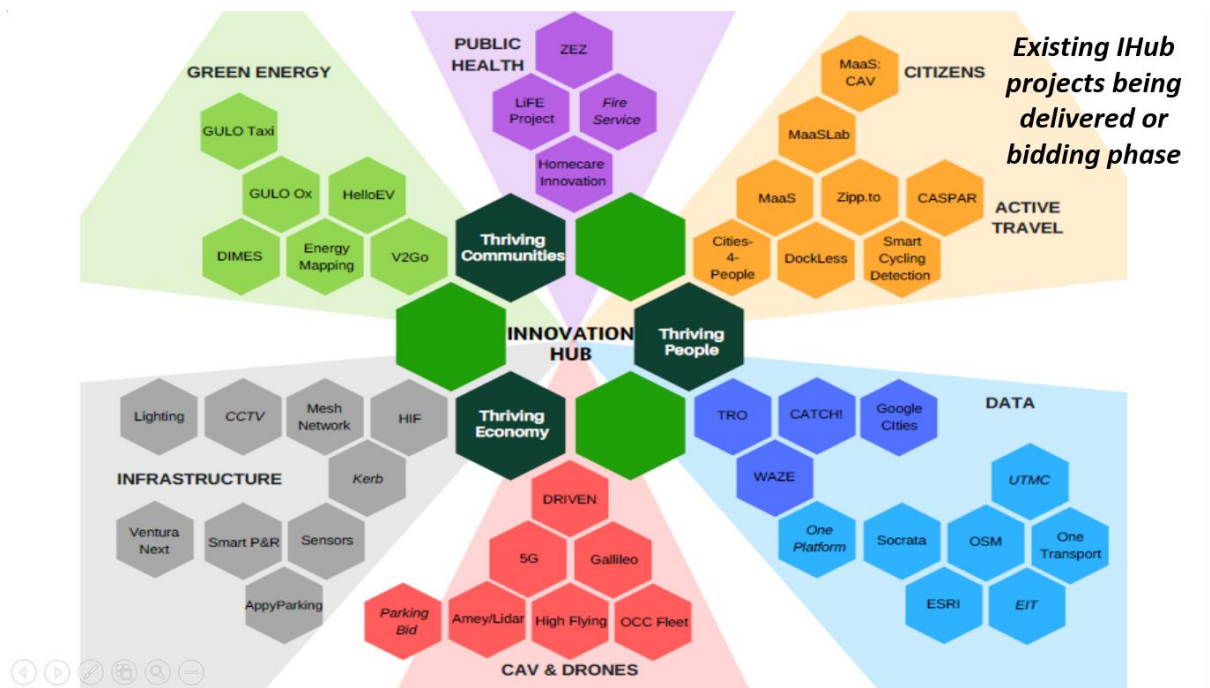 Existing IHub
projects being
delivered or
bidding phase
GREEN ENERGY
GULO Taxi
GULO Ox
HelloEV
DIMES
Energy
Mapping
V2Go
PUBLIC
HEALTH
ZEZ
LiFE
Project
Fire
Service
Homecare
Innovation
CITIZENS
MaaS:
CAV
MaaSLab
MaaS
Zipp.to
CASPAR
ACTIVE
TRAVEL
Cities-
4-
People
DockLess
Smart
Cycling
Detection
Thriving
Communities
INNOVATION
HUB
Thriving
People
Thriving
Economy
Lighting
CCTV
Mesh
Network
HIF
Kerb
INFRASTRUCTURE
Ventura
Next
Smart P&R
Sensors
AppyParking
DRIVEN
5G
Gallileo
Parking
Bid
Amey/Lidar
High Flying
OCC Fleet
CAV & DRONES
DATA
TRO
CATCH!
Google
CIties
WAZE
UTMC
One
Platform
Socrata
OSM
One
Transport
ESRI
EIT